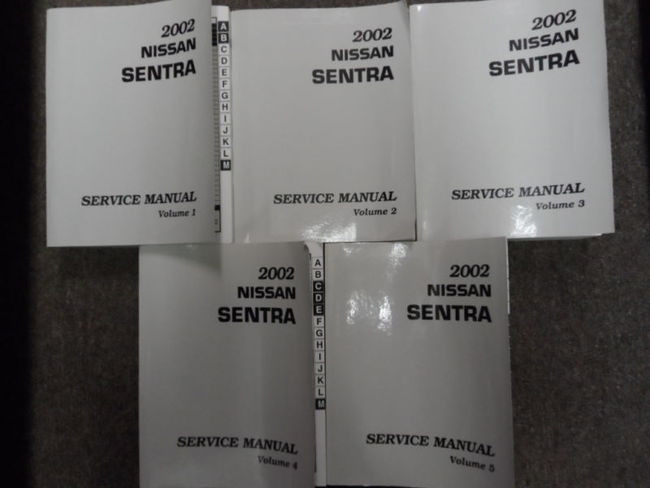 2002
NISSAN
SENTRA
SERVICE MANUAL
Volume 1
A
B
C
D
E
F
G
H
I
J
K
L
M
2002
NISSAN
SENTRA
SERVICE MANUAL
Volume 2
2002
NISSAN
SENTRA
SERVICE MANUAL
Volume 3
2002
NISSAN
SENTRA
SERVICE MANUAL
Volume 4
A
B
C
D
E
F
G
H
I
J
K
L
M
2002
NISSAN
SENTRA
SERVICE MANUAL
Volume 5